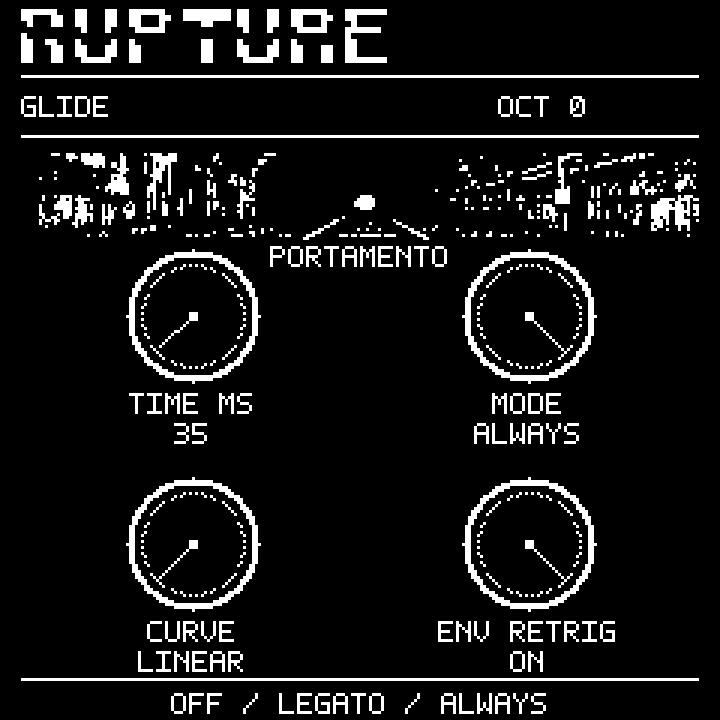 RUPTURE
GLIDE OCT 0
PORTAMENTO
TIME MS MODE
35 ALWAYS
CURVE ENV RETRIG
LINEAR ON
OFF / LEGATO / ALWAYS